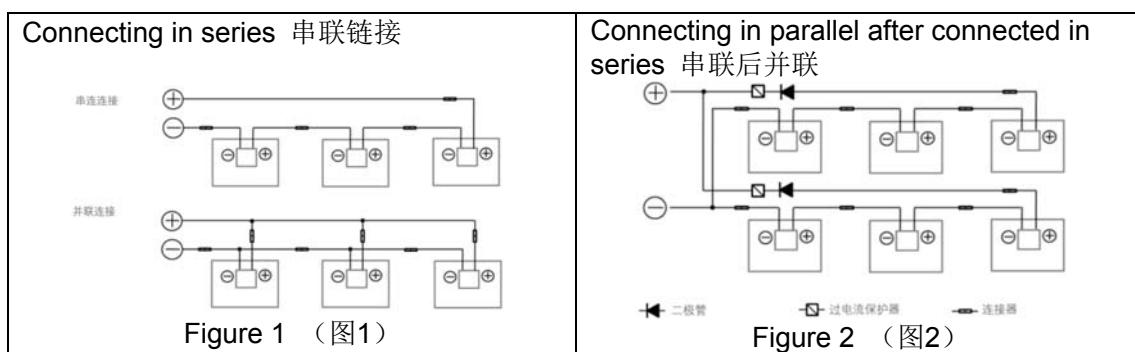 Connecting in series 串联链接
串连连接
⊕
⊖
⊖ ⊕ ⊖ ⊕ ⊖ ⊕
并联连接
⊕
⊖
⊖ ⊕ ⊖ ⊕ ⊖ ⊕
Figure 1 （图1）
Connecting in parallel after connected in
series 串联后并联
⊕
⊖ ⊕ ⊖ ⊕ ⊖ ⊕
⊖
⊖ ⊕ ⊖ ⊕ ⊖ ⊕
二极管 过电流保护器 连接器
Figure 2 （图2）